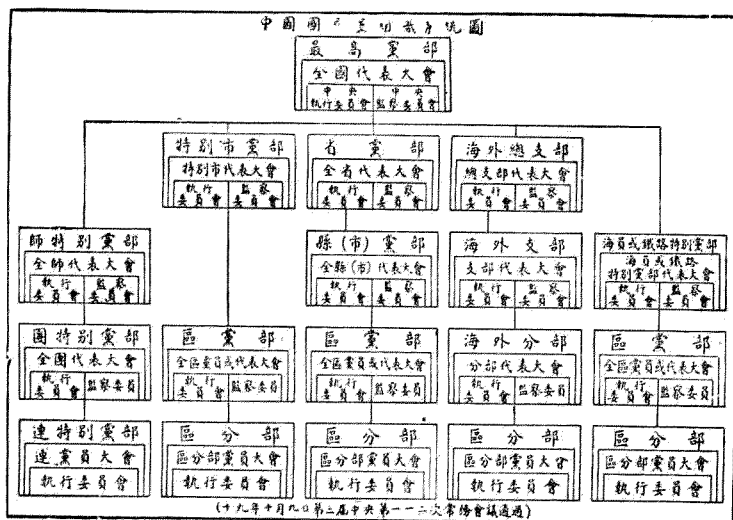 中國國民黨組織系統圖
最高黨部
全國代表大會
中央執行委員會 中央監察委員會
特別市黨部
特別市代表大會
執行委員會 監察委員會
省黨部
全省代表大會
執行委員會 監察委員會
海外總支部
總支部代表大會
執行委員會 監察委員會
師特別黨部
全師代表大會
執行委員會 監察委員會
縣(市)黨部
全縣(市)代表大會
執行委員會 監察委員會
海外支部
支部代表大會
執行委員會 監察委員會
海員或鐵路特別黨部
海員或鐵路
特別黨部代表大會
執行委員會 監察委員會
團特別黨部
全團代表大會
執行委員會 監察委員
區黨部
全區黨員或代表大會
執行委員會 監察委員
區黨部
全區黨員或代表大會
執行委員會 監察委員
海外分部
分部代表大會
執行委員會 監察委員
區黨部
全區黨員或代表大會
執行委員會 監察委員
連特別黨部
連黨員大會
執行委員會
區分部
區分部黨員大會
執行委員會
區分部
區分部黨員大會
執行委員會
區分部
區分部黨員大會
執行委員會
區分部
區分部黨員大會
執行委員會
(十九年十月九日第三屆中央第一一二次常務會議通過)